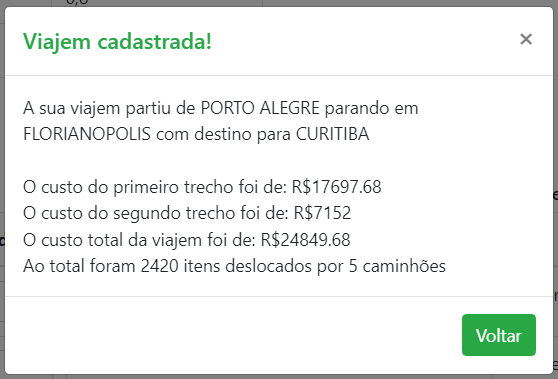 Viajem cadastrada!
×
A sua viajem partiu de PORTO ALEGRE parando em
FLORIANOPOLIS com destino para CURITIBA
O custo do primeiro trecho foi de: R$17697.68
O custo do segundo trecho foi de: R$7152
O custo total da viajem foi de: R$24849.68
Ao total foram 2420 itens deslocados por 5 caminhões
Voltar